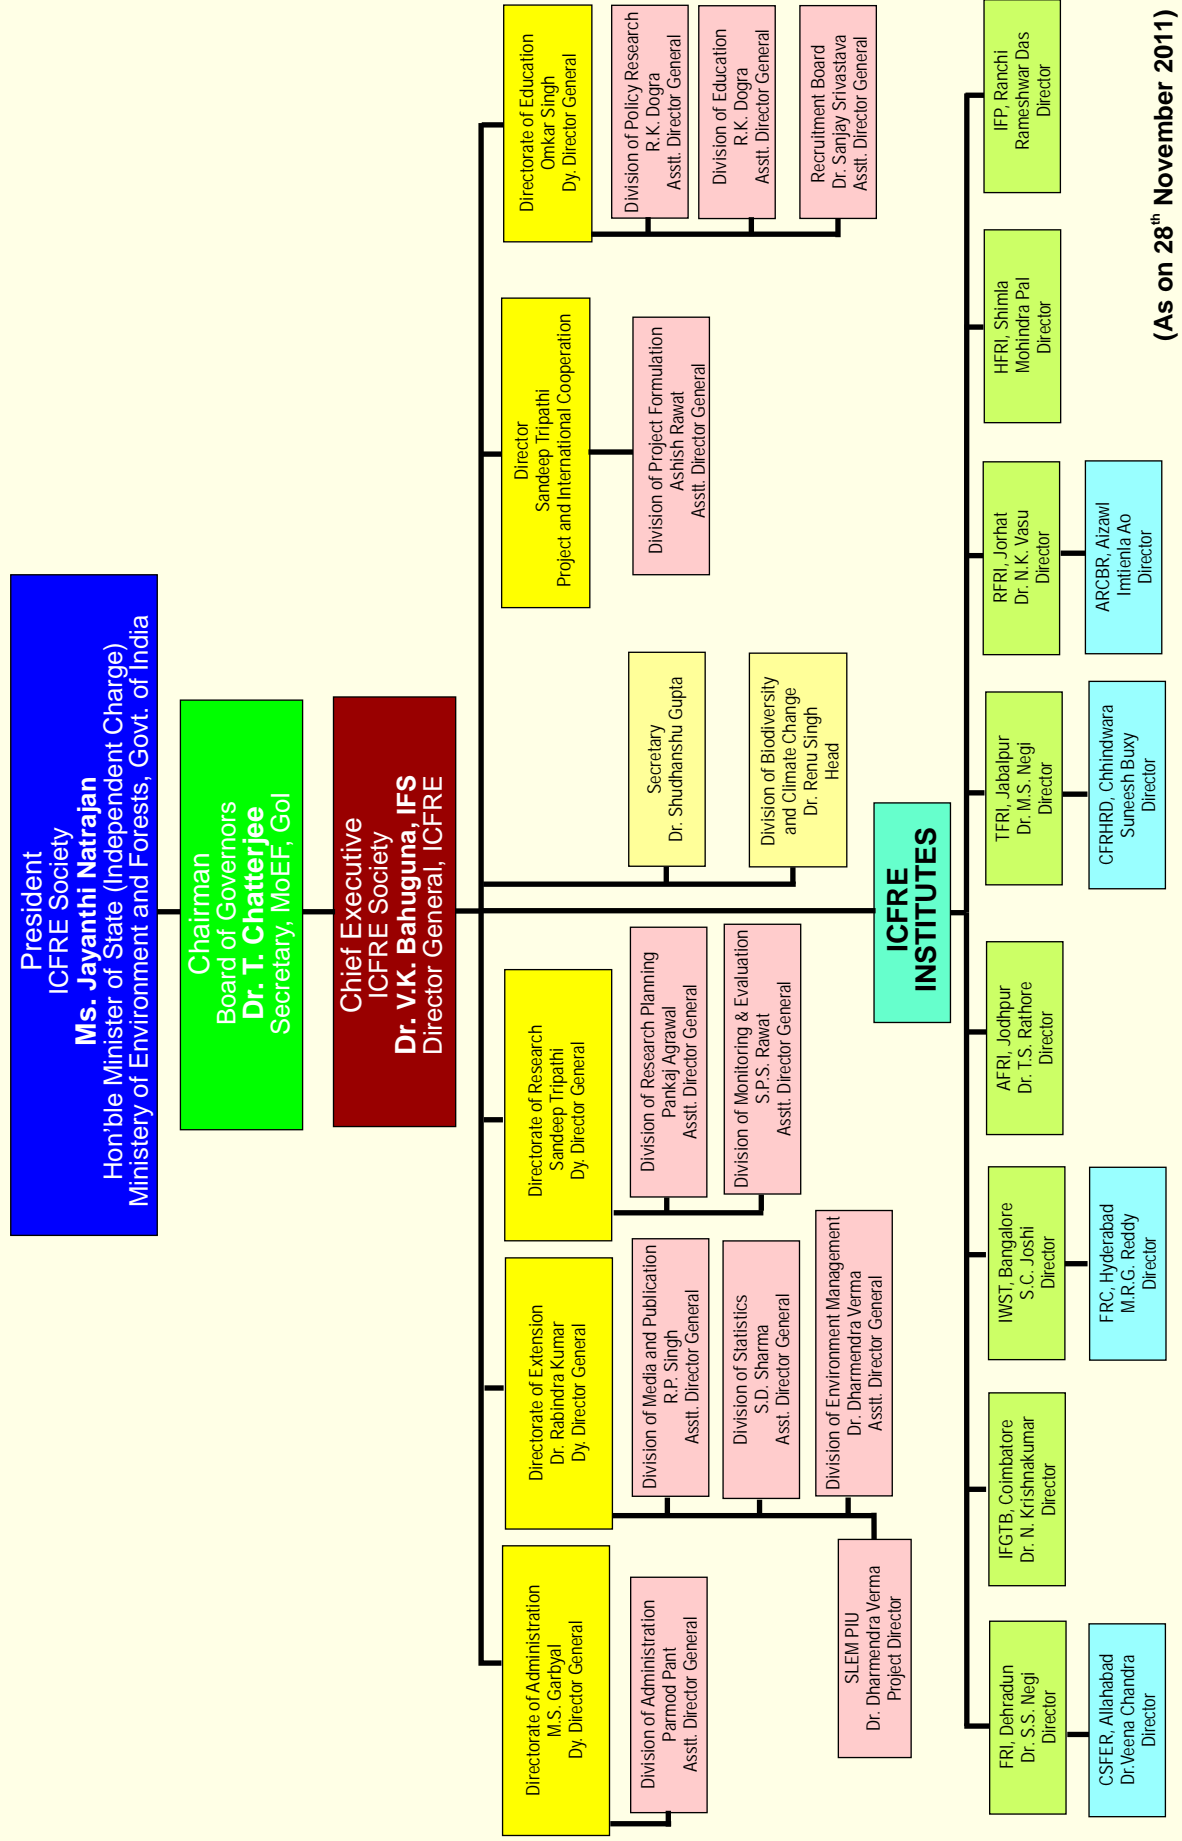 President
ICFRE Society
Ms. Jayanthi Natrajan
Hon'ble Minister of State (Independent Charge)
Ministery of Environment and Forests, Govt. of India
Chairman
Board of Governors
Dr. T. Chatterjee
Secretary, MoEF, GoI
Chief Executive
ICFRE Society
Dr. V.K. Bahuguna, IFS
Director General, ICFRE
Directorate of Administration
M.S. Garbyal
Dy. Director General
Division of Administration
Parmod Pant
Asstt. Director General
Directorate of Extension
Dr. Rabindra Kumar
Dy. Director General
Division of Media and Publication
R.P. Singh
Asstt. Director General
Division of Statistics
S.D. Sharma
Asst. Director General
Division of Environment Management
Dr. Dharmendra Verma
Asstt. Director General
SLEM PIU
Dr. Dharmendra Verma
Project Director
Directorate of Research
Sandeep Tripathi
Dy. Director General
Division of Research Planning
Pankaj Agrawal
Asstt. Director General
Division of Monitoring & Evaluation
S.P.S. Rawat
Asstt. Director General
Secretary
Dr. Shudhanshu Gupta
Division of Biodiversity
and Climate Change
Dr. Renu Singh
Head
Director
Sandeep Tripathi
Project and International Cooperation
Division of Project Formulation
Ashish Rawat
Asstt. Director General
Directorate of Education
Omkar Singh
Dy. Director General
Division of Policy Research
R.K. Dogra
Asstt. Director General
Division of Education
R.K. Dogra
Asstt. Director General
Recruitment Board
Dr. Sanjay Srivastava
Asstt. Director General
ICFRE
INSTITUTES
FRI, Dehradun
Dr. S.S. Negi
Director
CSFER, Allahabad
Dr.Veena Chandra
Director
IFGTB, Coimbatore
Dr. N. Krishnakumar
Director
IWST, Bangalore
S.C. Joshi
Director
FRC, Hyderabad
M.R.G. Reddy
Director
AFRI, Jodhpur
Dr. T.S. Rathore
Director
TFRI, Jabalpur
Dr. M.S. Negi
Director
CFRHRD, Chhindwara
Suneesh Buxy
Director
RFRI, Jorhat
Dr. N.K. Vasu
Director
ARCBR, Aizawl
Imtienla Ao
Director
HFRI, Shimla
Mohindra Pal
Director
IFP, Ranchi
Rameshwar Das
Director
(As on 28th November 2011)